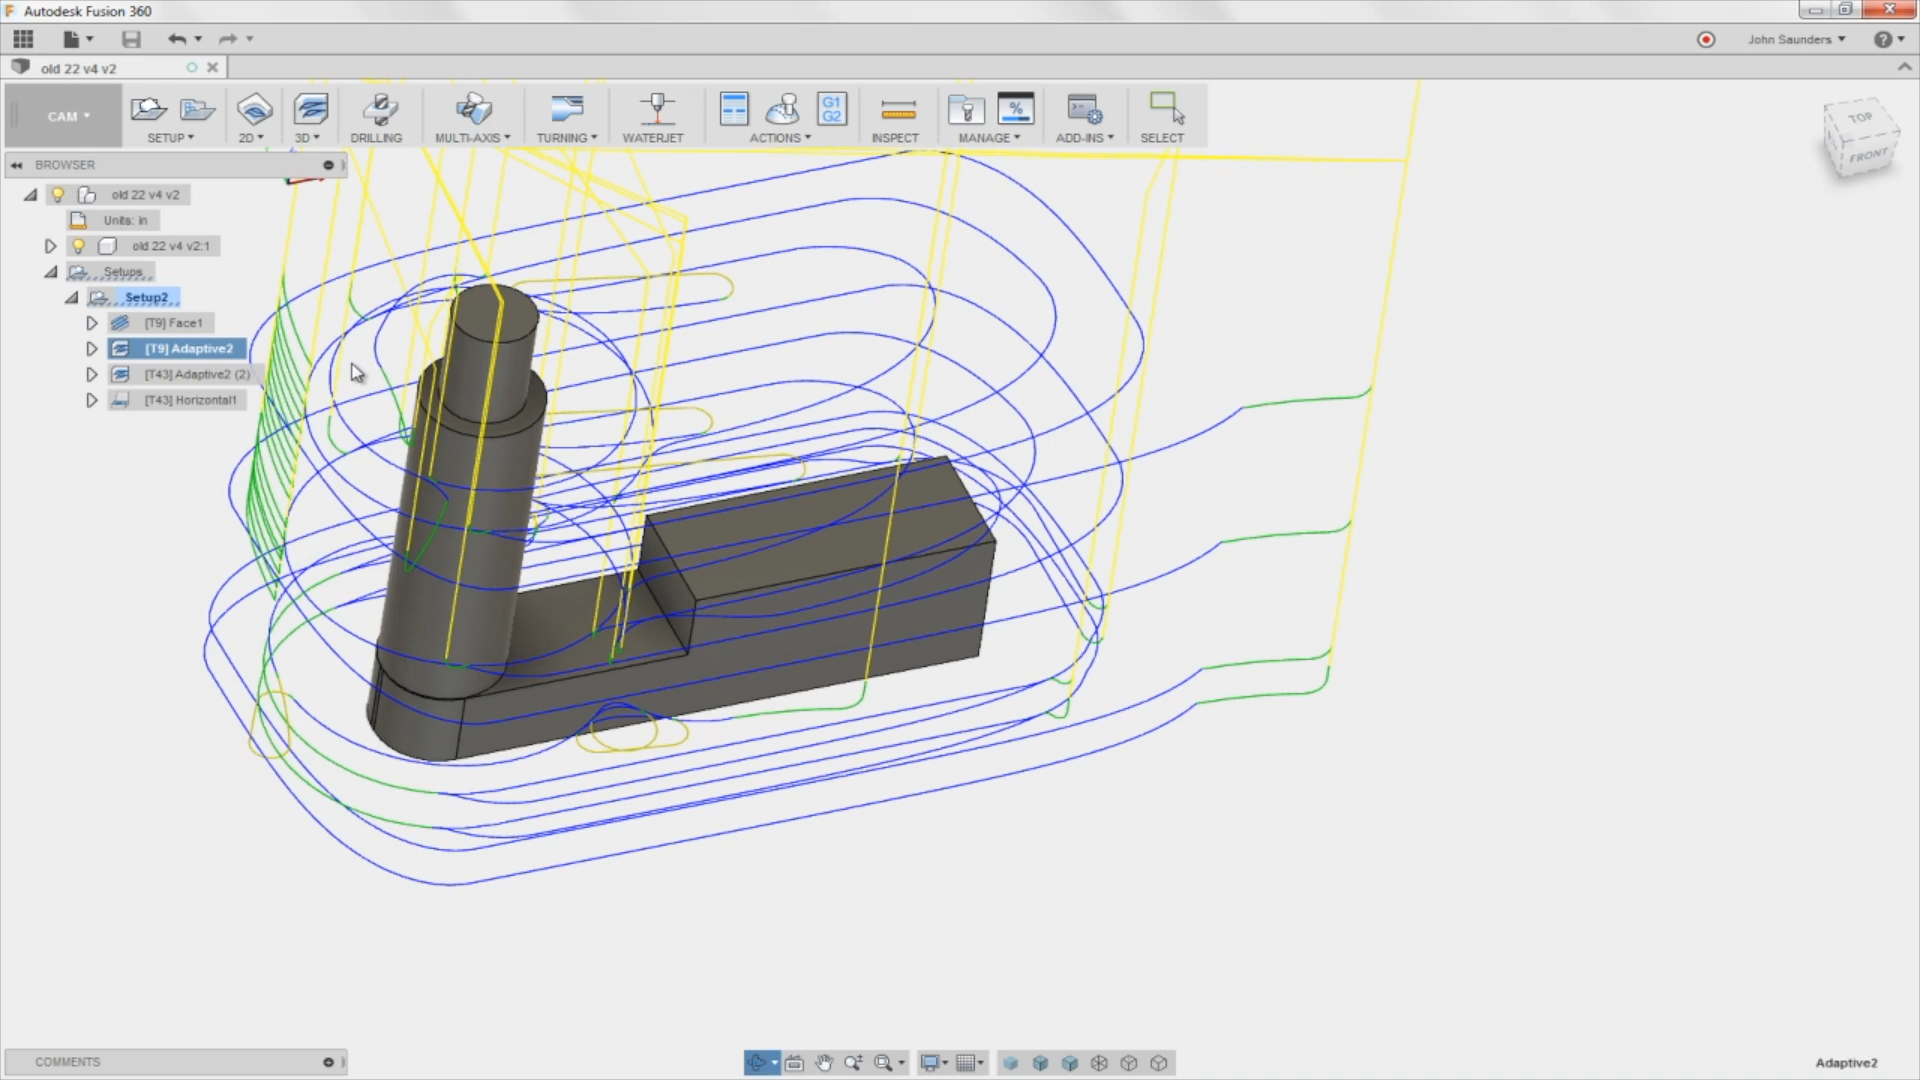 Autodesk Fusion 360
John Saunders
old 22 v4 v2
CAM
SETUP
2D
3D
DRILLING
MULTI-AXIS
TURNING
WATERJET
G1
G2
ACTIONS
INSPECT
%
MANAGE
ADD-INS
SELECT
TOP
FRONT
BROWSER
old 22 v4 v2
Units: in
old 22 v4 v2:1
Setups
Setup2
[T9] Face1
[T9] Adaptive2
[T43] Adaptive2 (2)
[T43] Horizontal1
COMMENTS
Adaptive2